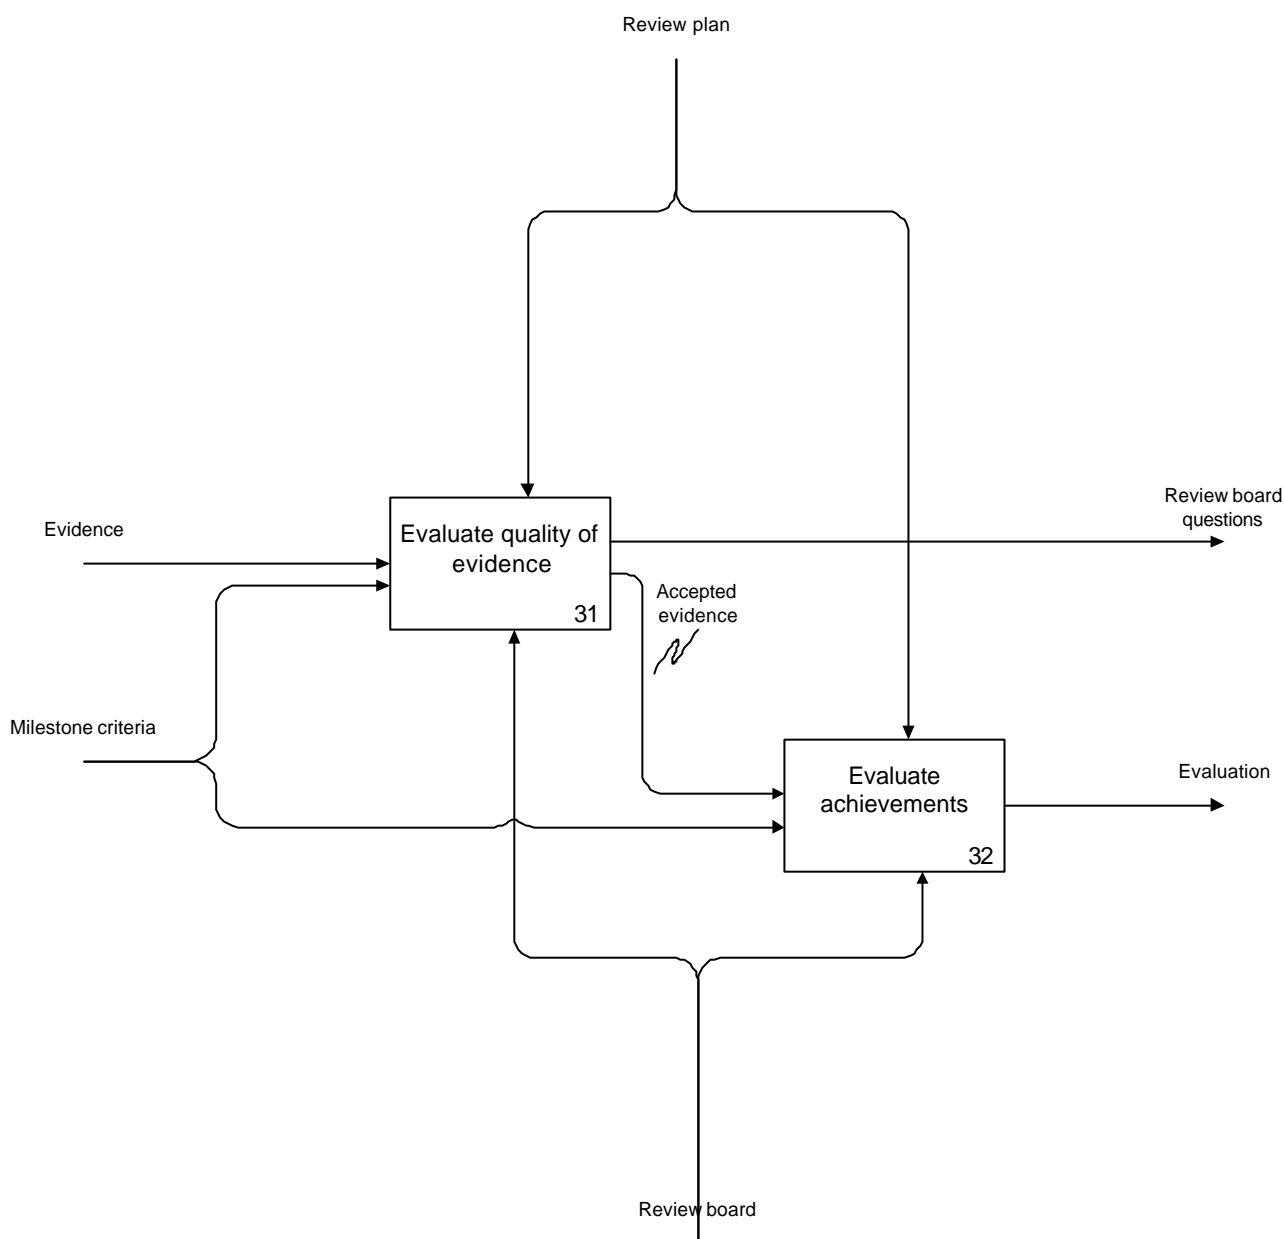 Review plan
Review board
questions
Evidence
Evaluate quality of
evidence
31
Accepted
evidence
Milestone criteria
Evaluate
achievements
32
Evaluation
Review board